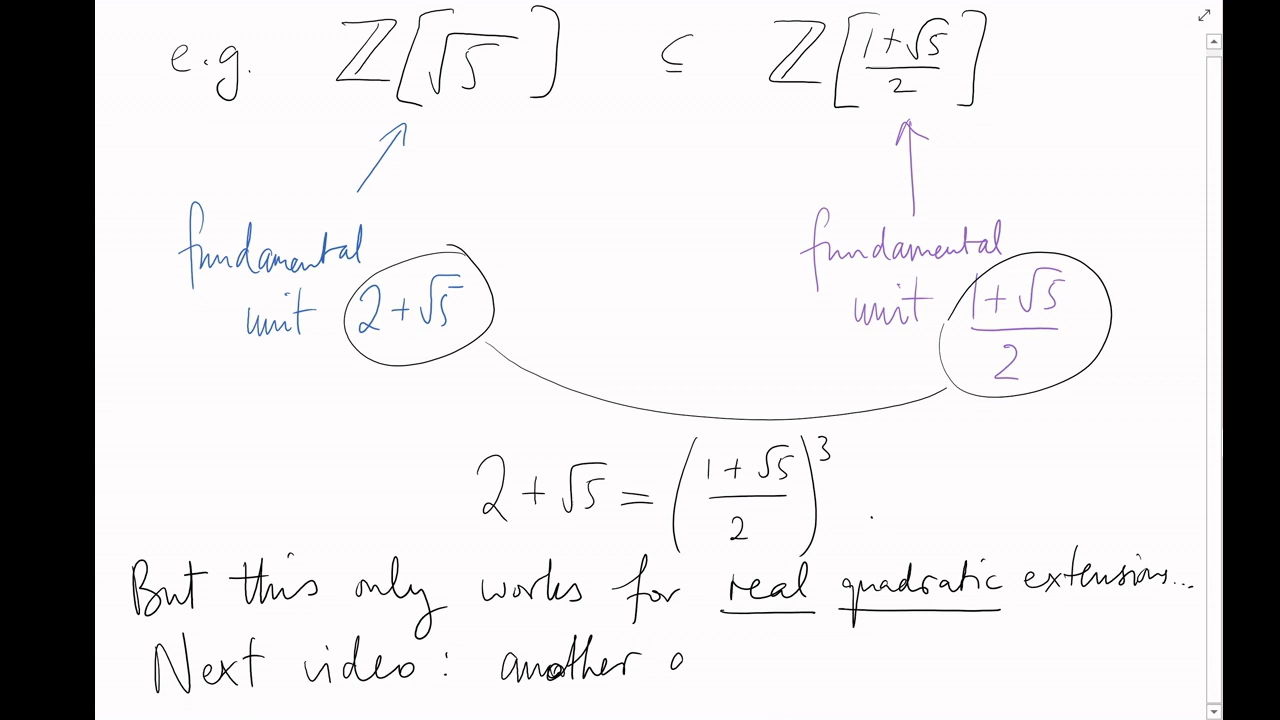 e.g. ℤ[√5] ⊆ ℤ[(1+√5)/2]
fundamental unit 2+√5
fundamental unit (1+√5)/2
2+√5 = ((1+√5)/2)³
But this only works for real quadratic extensions...
Next video: another